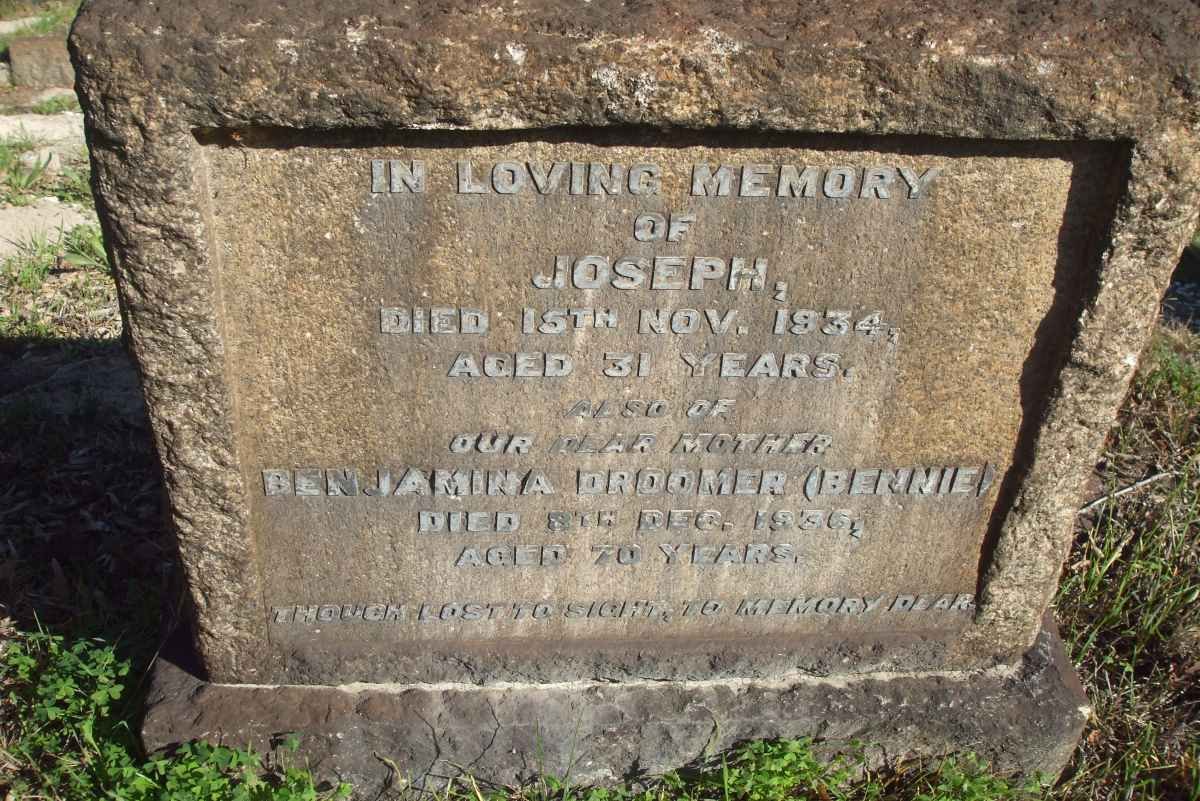 IN LOVING MEMORY
OF
JOSEPH,
DIED 15TH NOV. 1934,
AGED 31 YEARS.
ALSO OF
OUR DEAR MOTHER
BENJAMINA DROOMER (BENNIE)
DIED 8TH DEC. 1936,
AGED 70 YEARS.
THOUGH LOST TO SIGHT, TO MEMORY DEAR.